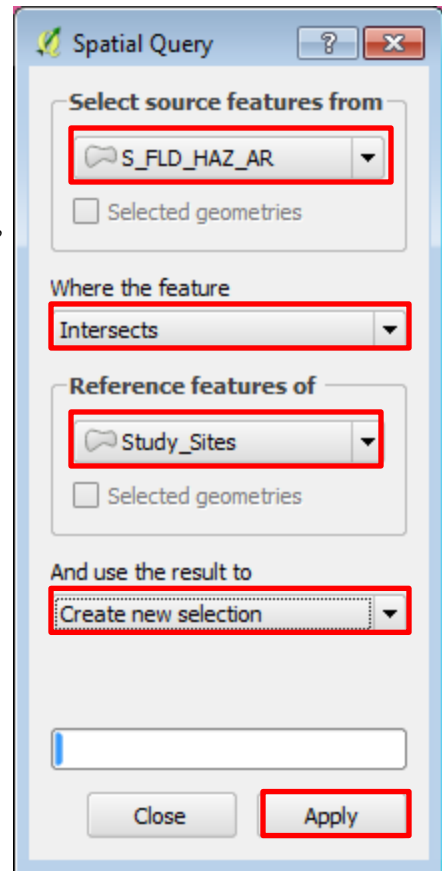 Spatial Query
Select source features from
S_FLD_HAZ_AR
Selected geometries
Where the feature
Intersects
Reference features of
Study_Sites
Selected geometries
And use the result to
Create new selection
Close Apply